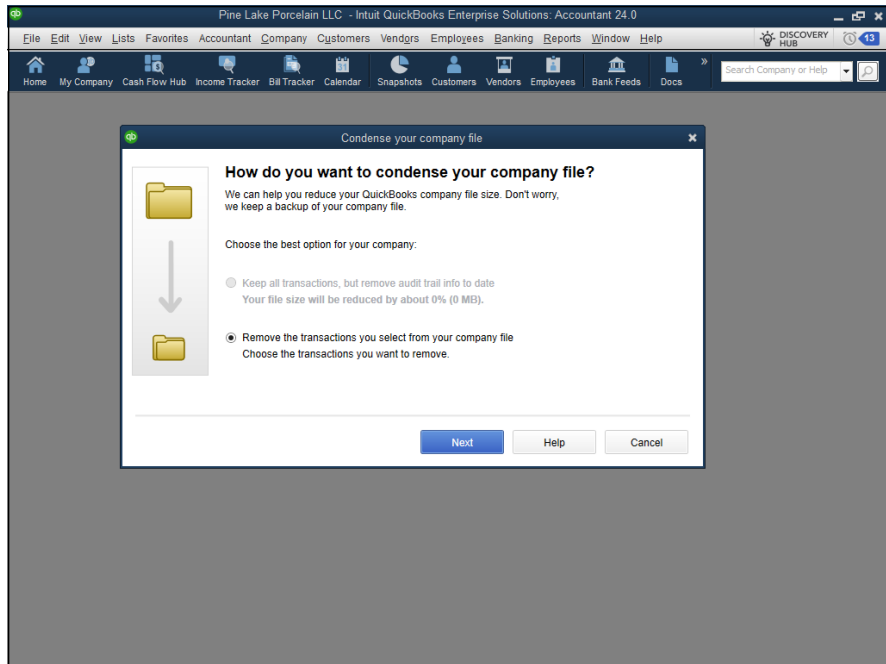 qb
Pine Lake Porcelain LLC - Intuit QuickBooks Enterprise Solutions: Accountant 24.0
File Edit View Lists Favorites Accountant Company Customers Vendors Employees Banking Reports Window Help
DISCOVERY
HUB
13
31
Home My Company Cash Flow Hub Income Tracker Bill Tracker Calendar Snapshots Customers Vendors Employees Bank Feeds Docs
»
Search Company or Help
qb
Condense your company file
How do you want to condense your company file?
We can help you reduce your QuickBooks company file size. Don't worry,
we keep a backup of your company file.
Choose the best option for your company:
Keep all transactions, but remove audit trail info to date
Your file size will be reduced by about 0% (0 MB).
Remove the transactions you select from your company file
Choose the transactions you want to remove.
Next Help Cancel